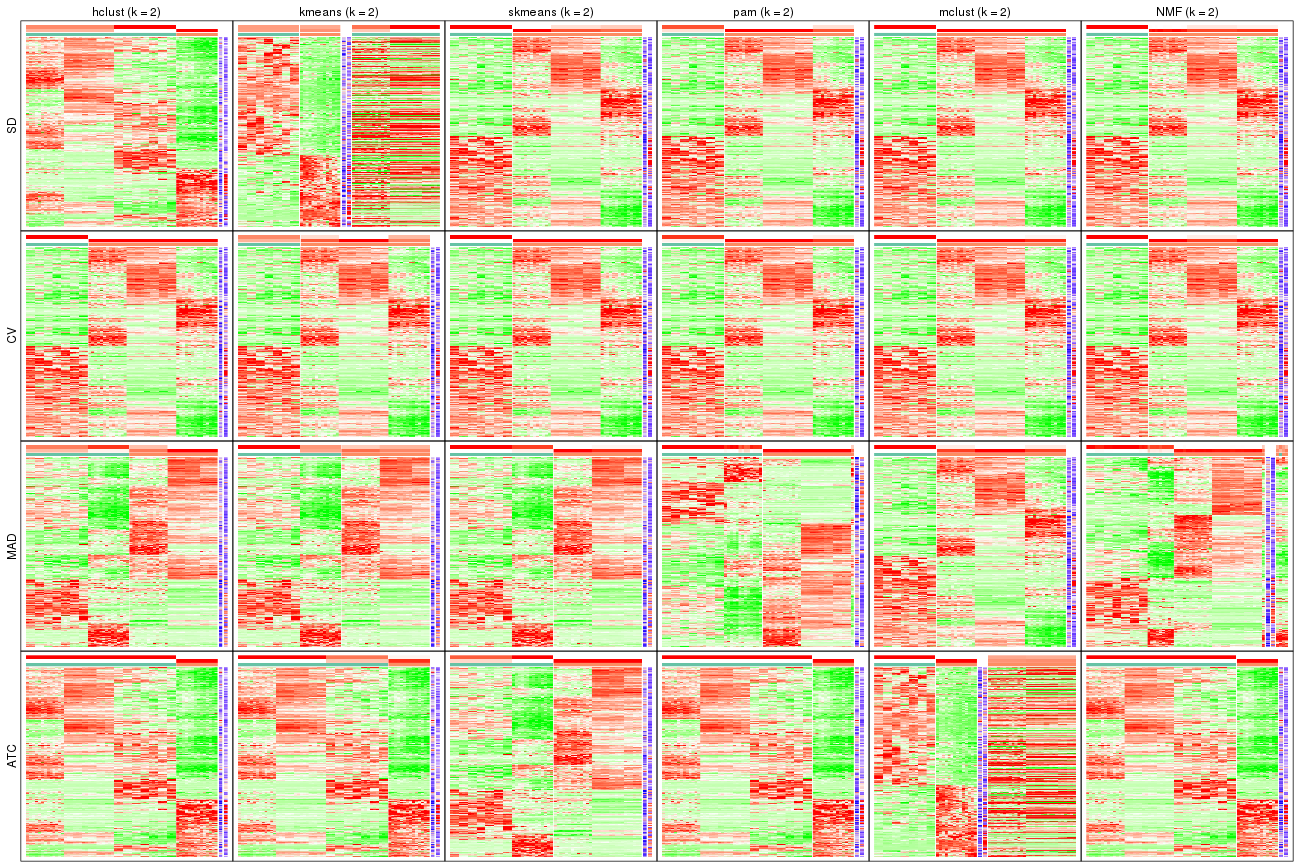 hclust (k = 2) kmeans (k = 2) skmeans (k = 2) pam (k = 2) mclust (k = 2) NMF (k = 2)
SD
CV
MAD
ATC